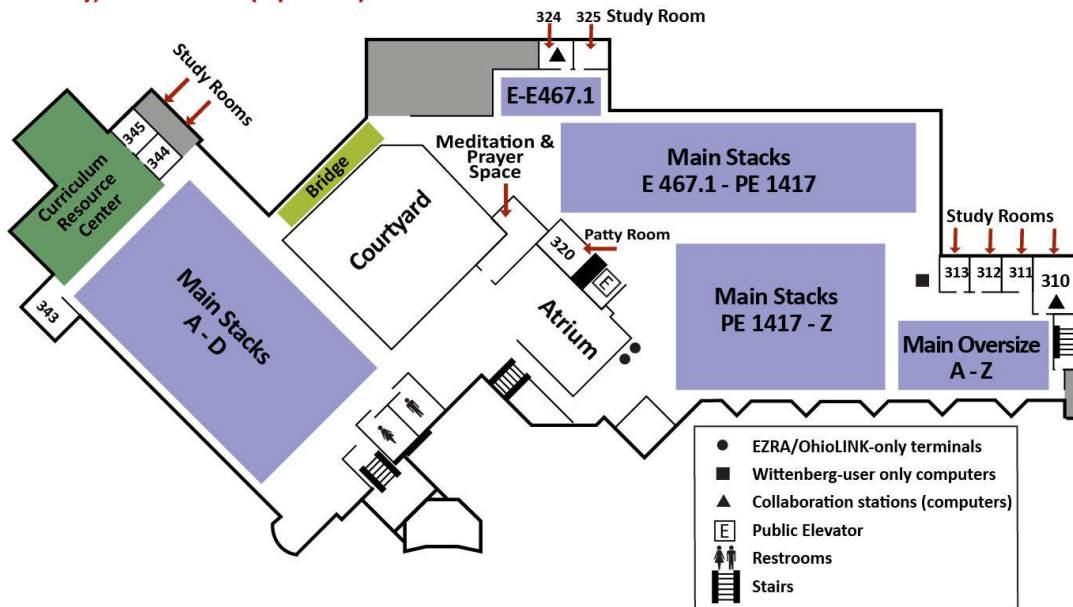 324
325 Study Room
Study Rooms
E-E467.1
345
344
Curriculum
Resource
Center
Bridge
Meditation &
Prayer
Space
Main Stacks
E 467.1 - PE 1417
Courtyard
320
Patty Room
E
Study Rooms
313
312
311
310
343
Main Stacks
A - D
Atrium
Main Stacks
PE 1417 - Z
Main Oversize
A - Z
EZRA/OhioLINK-only terminals
Wittenberg-user only computers
Collaboration stations (computers)
E
Public Elevator
Restrooms
Stairs